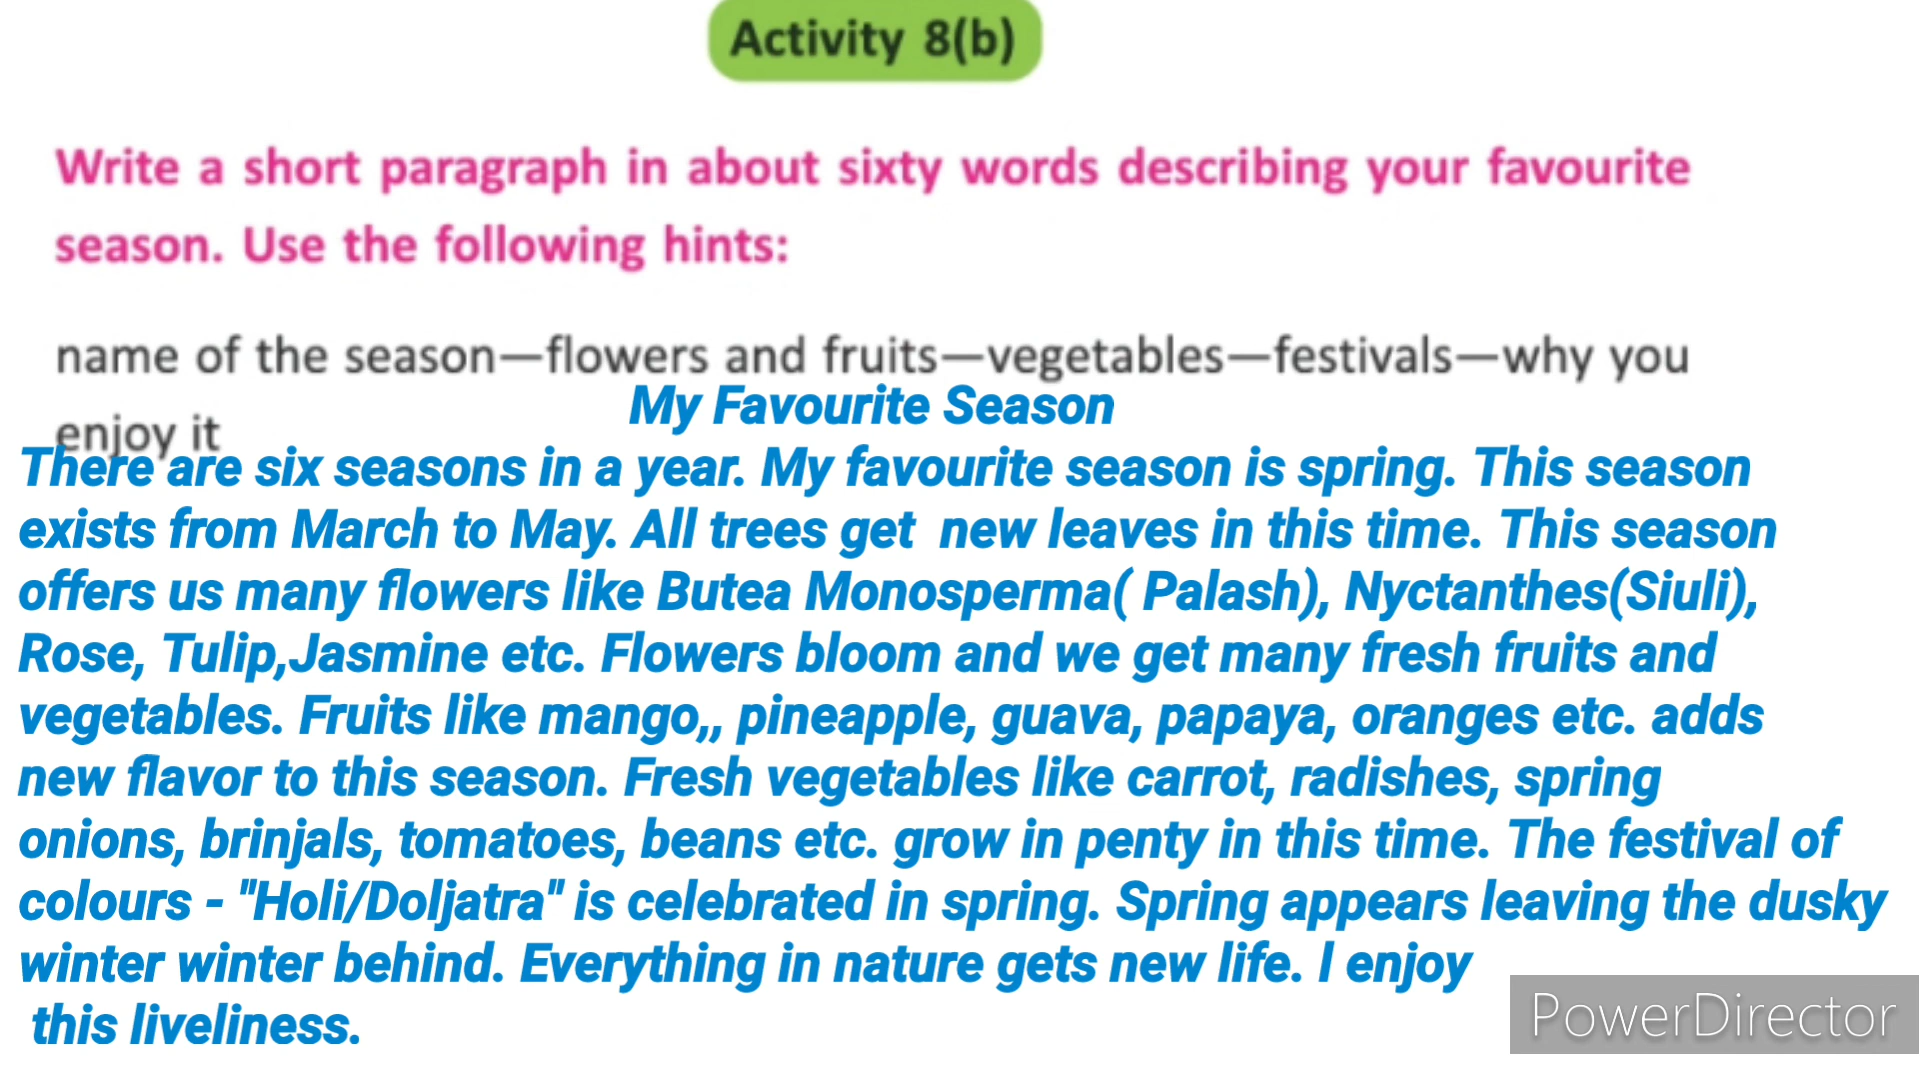 Activity 8(b)
Write a short paragraph in about sixty words describing your favourite
season. Use the following hints:
name of the season—flowers and fruits—vegetables—festivals—why you
enjoy it
My Favourite Season
There are six seasons in a year. My favourite season is spring. This season
exists from March to May. All trees get  new leaves in this time. This season
offers us many flowers like Butea Monosperma( Palash), Nyctanthes(Siuli),
Rose, Tulip,Jasmine etc. Flowers bloom and we get many fresh fruits and
vegetables. Fruits like mango,, pineapple, guava, papaya, oranges etc. adds
new flavor to this season. Fresh vegetables like carrot, radishes, spring
onions, brinjals, tomatoes, beans etc. grow in penty in this time. The festival of
colours - "Holi/Doljatra" is celebrated in spring. Spring appears leaving the dusky
winter winter behind. Everything in nature gets new life. I enjoy
this liveliness.
PowerDirector